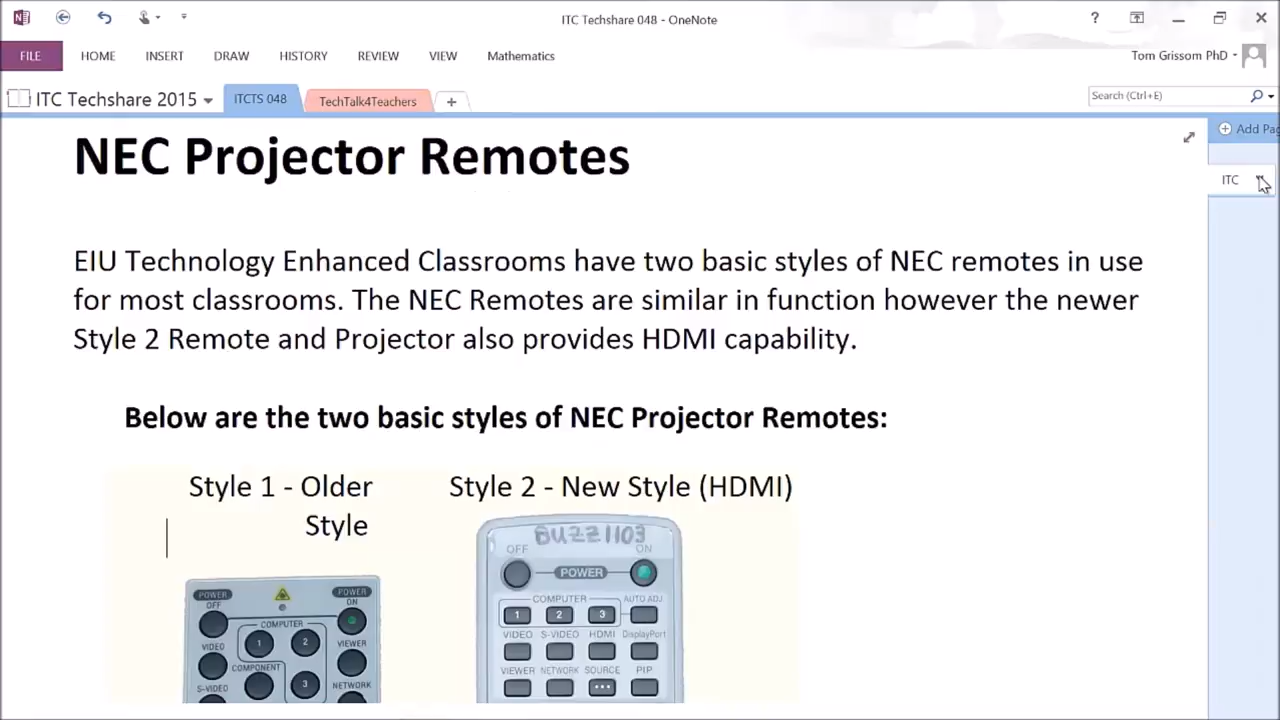 ITC Techshare 048 - OneNote
?
FILE HOME INSERT DRAW HISTORY REVIEW VIEW Mathematics
Tom Grissom PhD
ITC Techshare 2015 ITCTS 048 TechTalk4Teachers +
Search (Ctrl+E)
NEC Projector Remotes
Add Pag
ITC
EIU Technology Enhanced Classrooms have two basic styles of NEC remotes in use
for most classrooms. The NEC Remotes are similar in function however the newer
Style 2 Remote and Projector also provides HDMI capability.
Below are the two basic styles of NEC Projector Remotes:
Style 1 - Older
Style
Style 2 - New Style (HDMI)
POWER POWER
OFF ON
COMPUTER
1 2
VIDEO VIEWER
COMPONENT
3
S-VIDEO NETWORK
BUZZ1103
OFF ON
POWER
COMPUTER AUTO ADJ
1 2 3
VIDEO S-VIDEO HDMI DisplayPort
VIEWER NETWORK SOURCE PIP